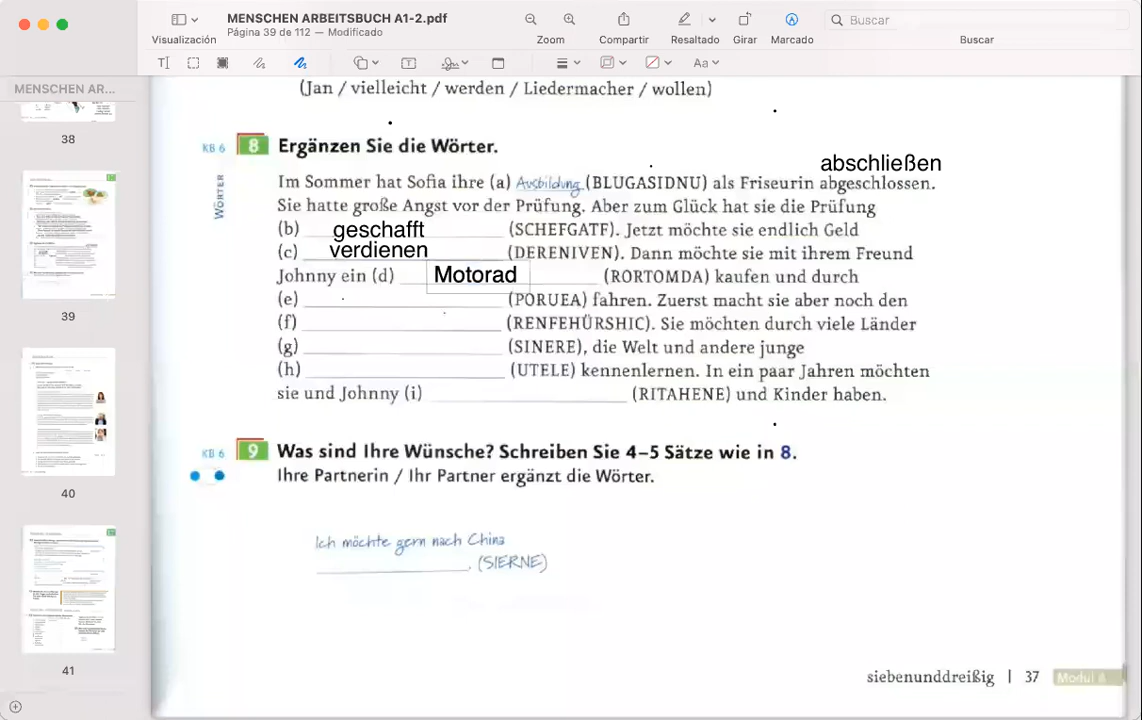 MENSCHEN ARBEITSBUCH A1-2.pdf
Página 39 de 112 — Modificado
Visualización
Zoom
Compartir
Resaltado
Girar
Marcado
Buscar
Buscar
MENSCHEN AR...
38
39
40
41
(Jan / vielleicht / werden / Liedermacher / wollen)
KB 6 8 Ergänzen Sie die Wörter.
WÖRTER
abschließen
Im Sommer hat Sofia ihre (a) Ausbildung (BLUGASIDNU) als Friseurin abgeschlossen.
Sie hatte große Angst vor der Prüfung. Aber zum Glück hat sie die Prüfung
(b) geschafft (SCHEFGATF). Jetzt möchte sie endlich Geld
(c) verdienen (DERENIVEN). Dann möchte sie mit ihrem Freund
Johnny ein (d) Motorad (RORTOMDA) kaufen und durch
(e) (PORUEA) fahren. Zuerst macht sie aber noch den
(f) (RENFEHÜRSHIC). Sie möchten durch viele Länder
(g) (SINERE), die Welt und andere junge
(h) (UTELE) kennenlernen. In ein paar Jahren möchten
sie und Johnny (i) (RITAHENE) und Kinder haben.
KB 6 9 Was sind Ihre Wünsche? Schreiben Sie 4–5 Sätze wie in 8.
Ihre Partnerin / Ihr Partner ergänzt die Wörter.
Ich möchte gern nach China
. (SIERNE)
siebenunddreißig | 37 Modul 6